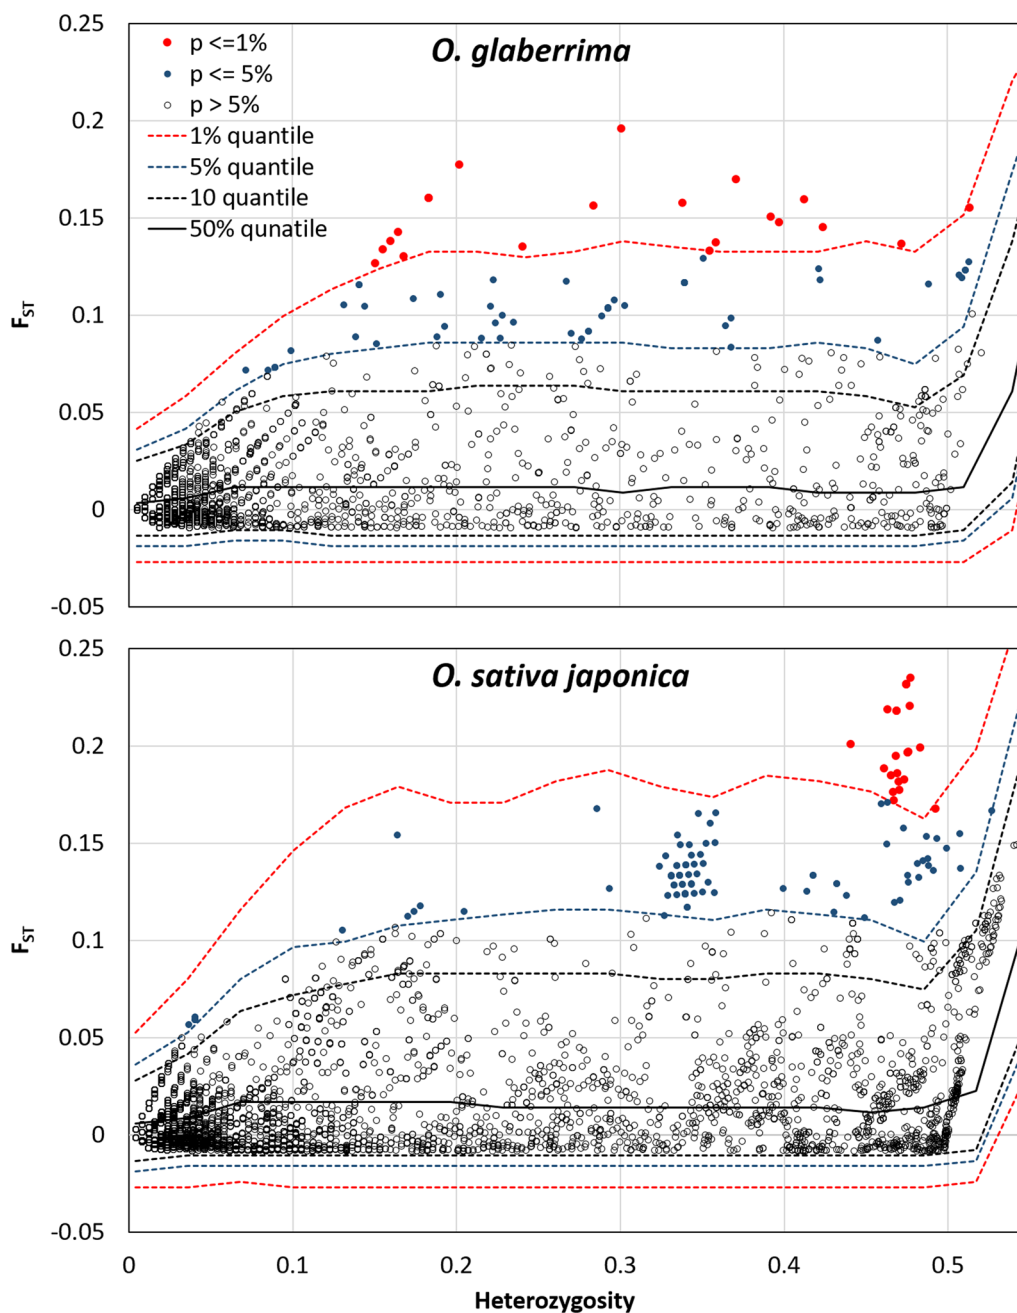 0.25
0.2
0.15
0.1
0.05
0
-0.05
F_ST
O. glaberrima
p <=1%
p <= 5%
p > 5%
1% quantile
5% quantile
10 quantile
50% qunatile
0.25
0.2
0.15
0.1
0.05
0
-0.05
F_ST
O. sativa japonica
0 0.1 0.2 0.3 0.4 0.5
Heterozygosity